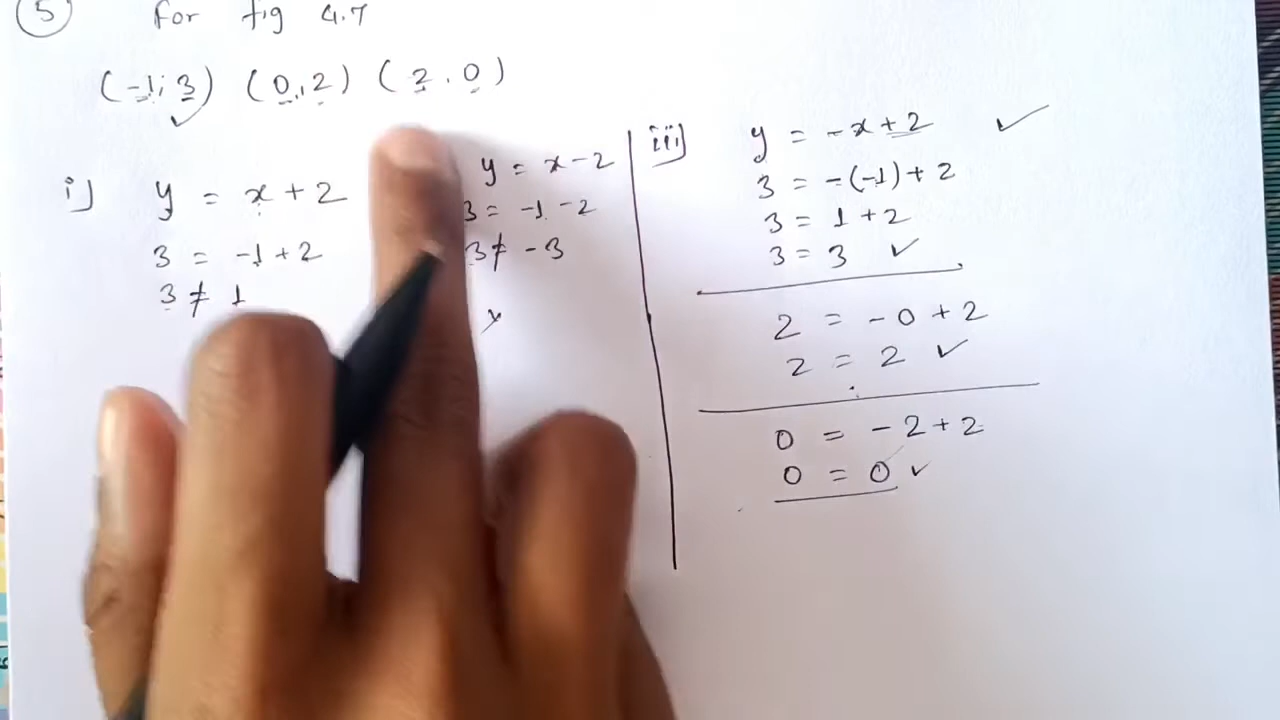 5 For fig 4.7
(-1, 3) (0, 2) (2, 0)
i) y = x + 2
3 = -1 + 2
3 ≠ 1
y = x - 2
3 = -1 - 2
3 ≠ - 3
x
iii) y = -x + 2 ✓
3 = -(-1) + 2
3 = 1 + 2
3 = 3 ✓
2 = - 0 + 2
2 = 2 ✓
0 = - 2 + 2
0 = 0 ✓